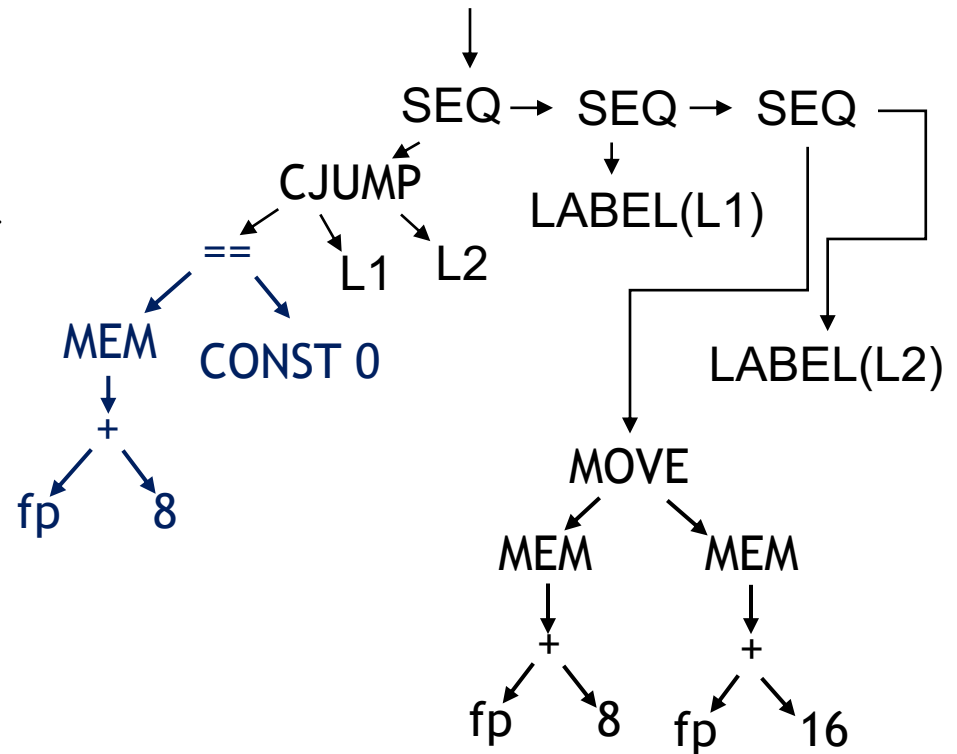 SEQ SEQ SEQ
CJUMP LABEL(L1)
== L1 L2
MEM CONST 0 LABEL(L2)
+
fp 8 MOVE
MEM MEM
+ +
fp 8 fp 16